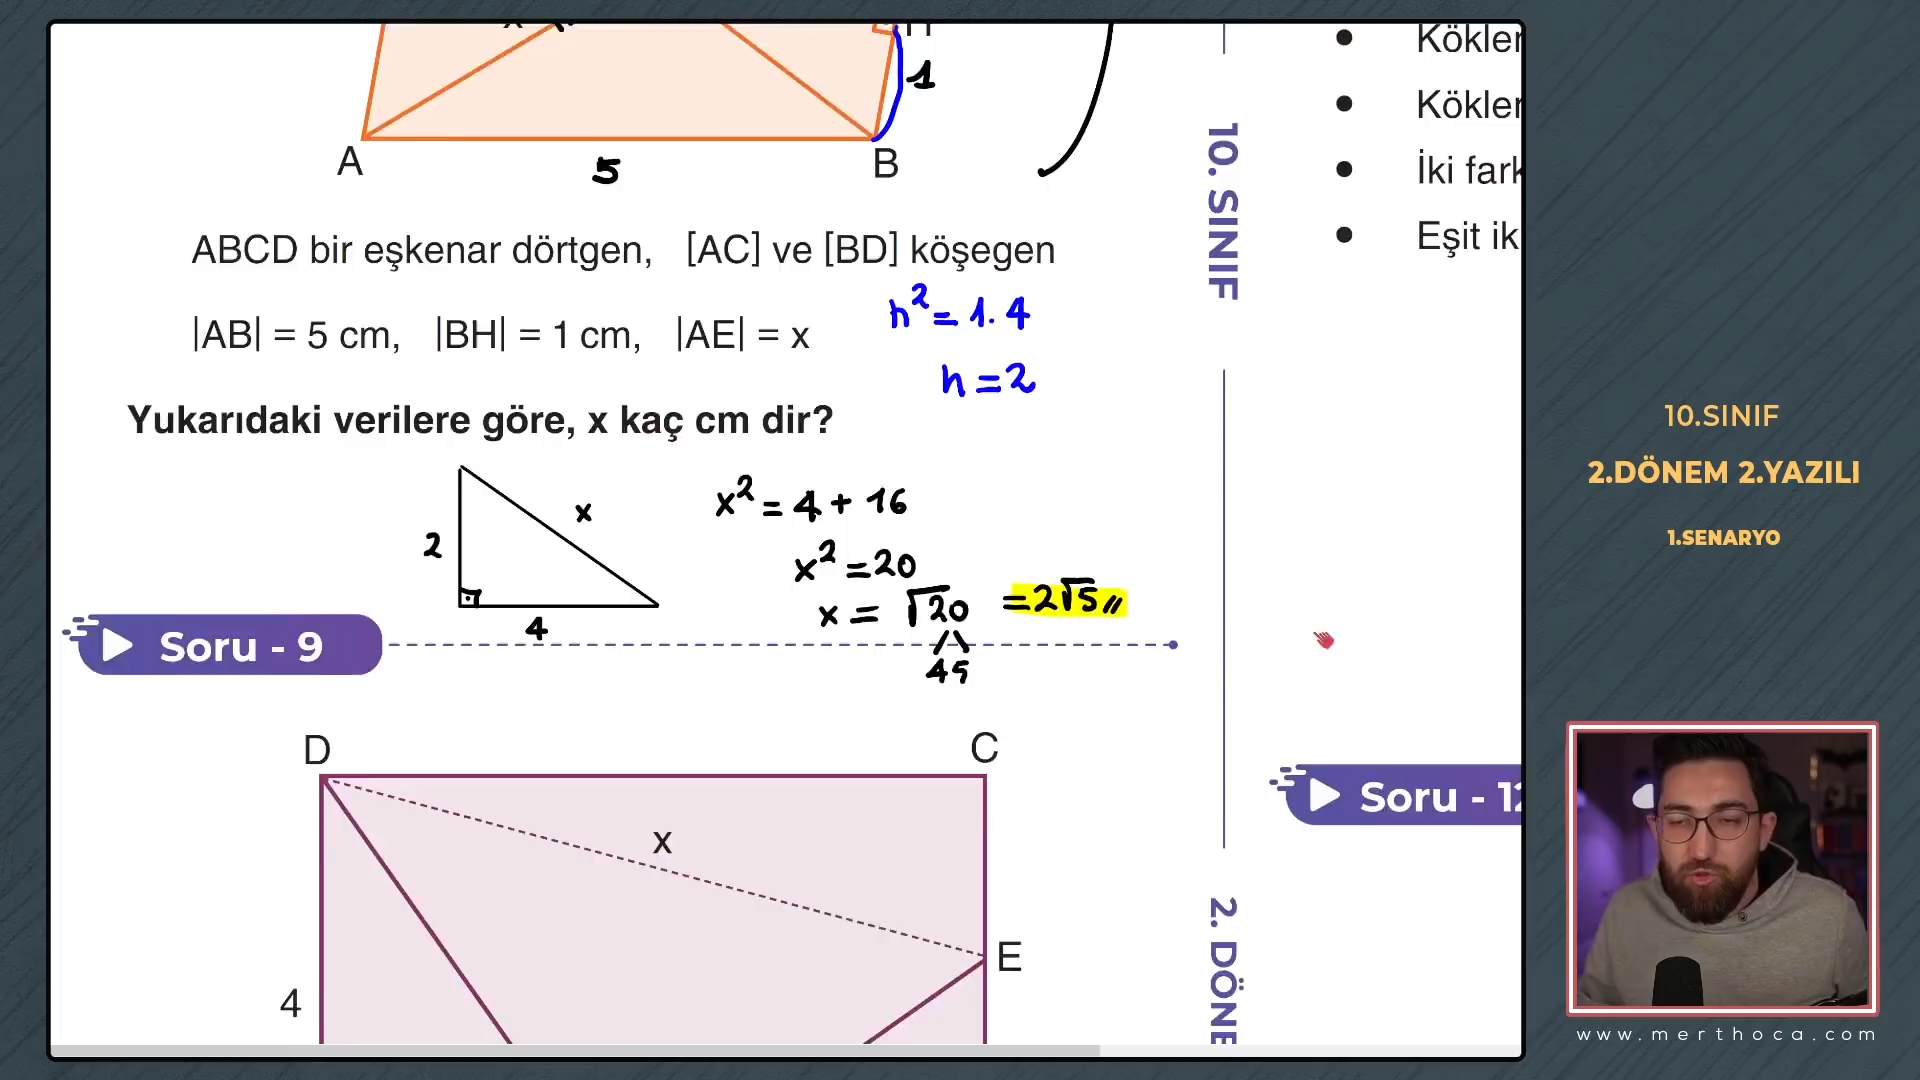 1
A
5
B
ABCD bir eşkenar dörtgen, [AC] ve [BD] köşegen
|AB| = 5 cm, |BH| = 1 cm, |AE| = x
h² = 1.4
h = 2
Yukarıdaki verilere göre, x kaç cm dir?
2
x
4
x² = 4 + 16
x² = 20
x = √20 = 2√5 //
4 5
Soru - 9
D
C
x
E
4
10. SINIF
2. DÖNE
Kökler
Kökler
İki fark
Eşit ik
Soru - 12
10.SINIF
2.DÖNEM 2.YAZILI
1.SENARYO
www.merthoca.com